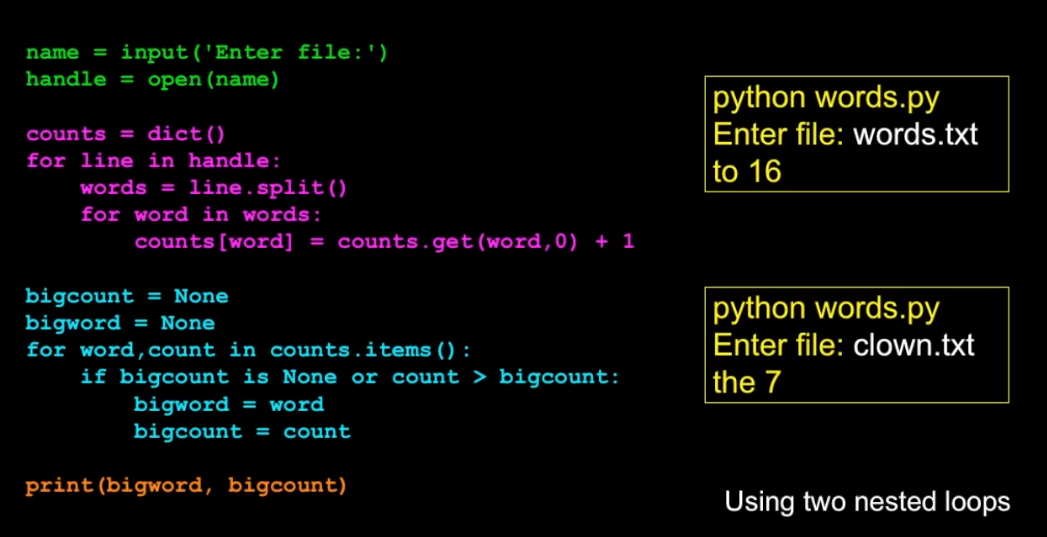 name = input('Enter file:')
handle = open(name)

counts = dict()
for line in handle:
    words = line.split()
    for word in words:
        counts[word] = counts.get(word,0) + 1

bigcount = None
bigword = None
for word,count in counts.items():
    if bigcount is None or count > bigcount:
        bigword = word
        bigcount = count

print(bigword, bigcount)

python words.py
Enter file: words.txt
to 16

python words.py
Enter file: clown.txt
the 7

Using two nested loops